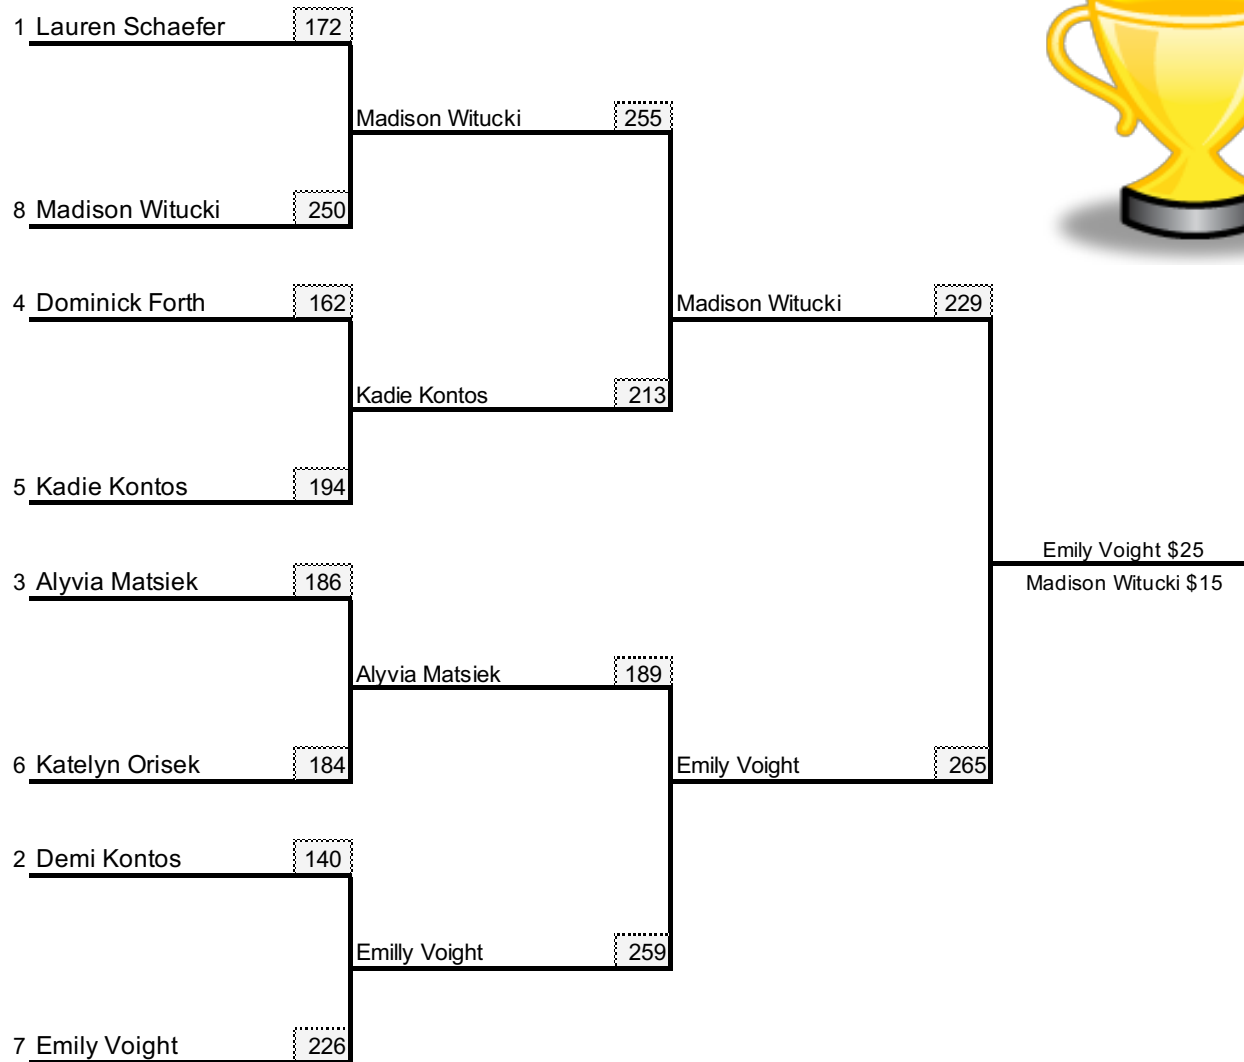 1 Lauren Schaefer 172
Madison Witucki 255
8 Madison Witucki 250
4 Dominick Forth 162
Madison Witucki 229
Kadie Kontos 213
5 Kadie Kontos 194
Emily Voight $25
3 Alyvia Matsiek 186
Madison Witucki $15
Alyvia Matsiek 189
6 Katelyn Orisek 184
Emily Voight 265
2 Demi Kontos 140
Emilly Voight 259
7 Emily Voight 226